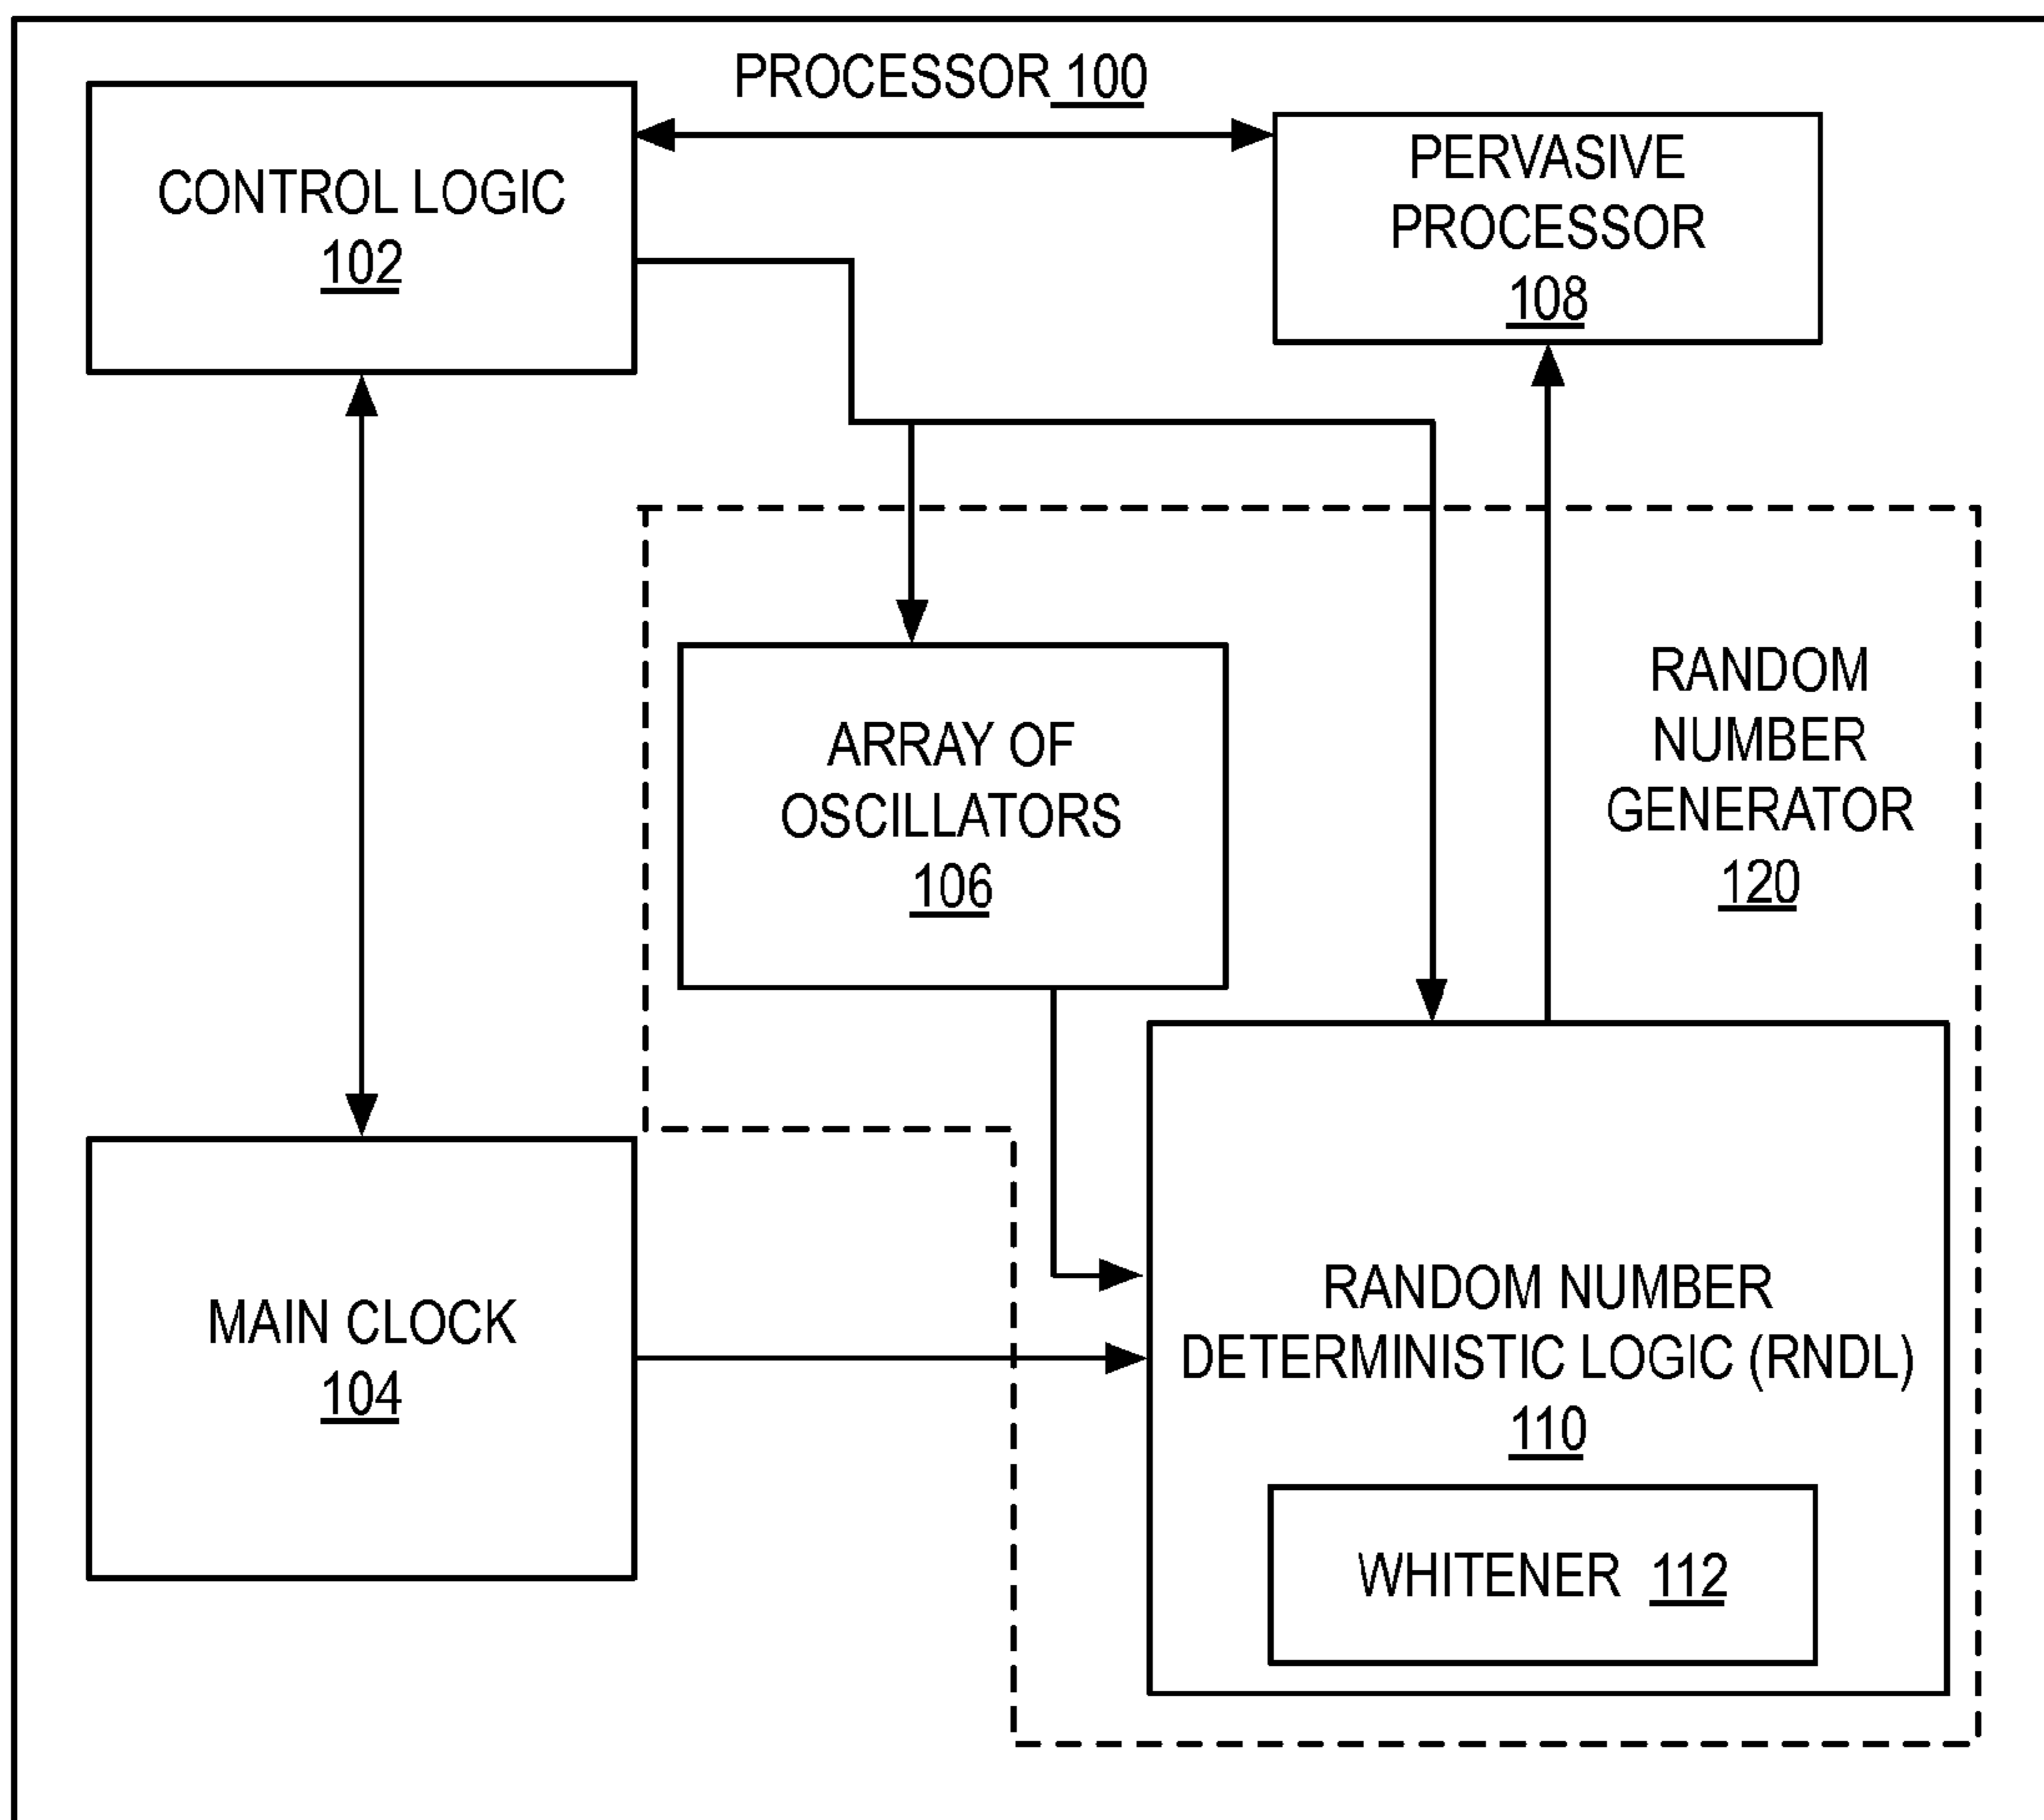 PROCESSOR 100
CONTROL LOGIC
102
PERVASIVE
PROCESSOR
108
ARRAY OF
OSCILLATORS
106
RANDOM
NUMBER
GENERATOR
120
MAIN CLOCK
104
RANDOM NUMBER
DETERMINISTIC LOGIC (RNDL)
110
WHITENER 112